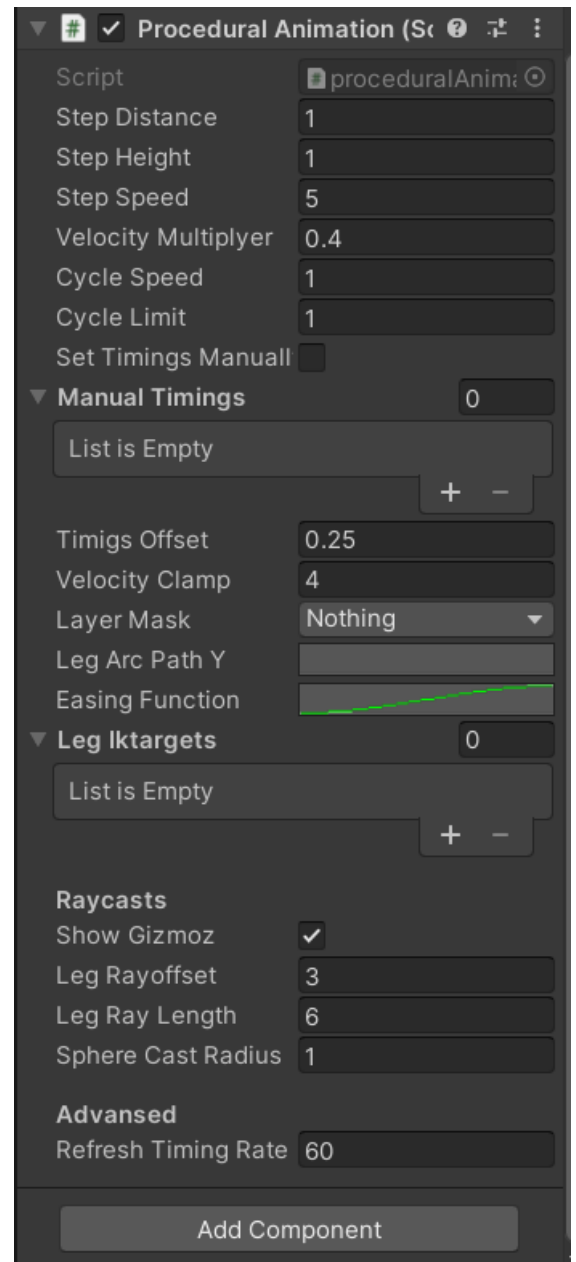 Procedural Animation (Sc
Script proceduralAnima
Step Distance 1
Step Height 1
Step Speed 5
Velocity Multiplyer 0.4
Cycle Speed 1
Cycle Limit 1
Set Timings Manuall
Manual Timings 0
List is Empty
+ −
Timigs Offset 0.25
Velocity Clamp 4
Layer Mask Nothing
Leg Arc Path Y
Easing Function
Leg Iktargets 0
List is Empty
+ −
Raycasts
Show Gizmoz
Leg Rayoffset 3
Leg Ray Length 6
Sphere Cast Radius 1
Advansed
Refresh Timing Rate 60
Add Component